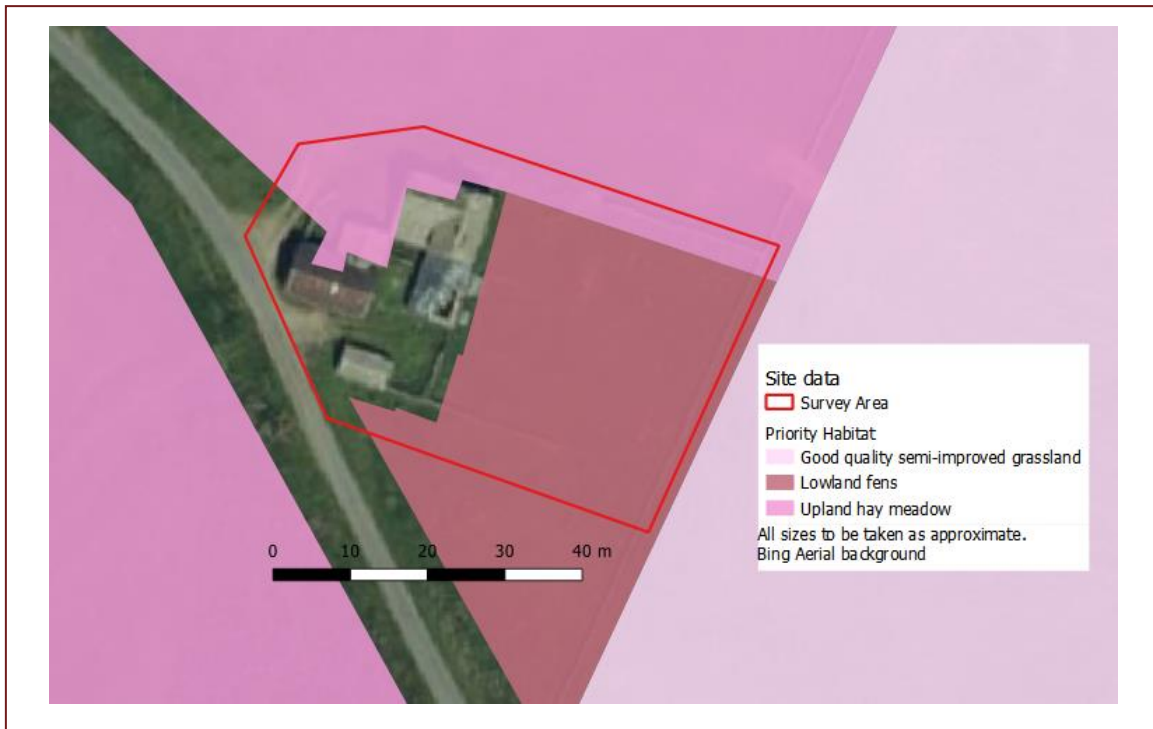 Site data
Survey Area
Priority Habitat
Good quality semi-improved grassland
Lowland fens
Upland hay meadow
All sizes to be taken as approximate.
Bing Aerial background
0 10 20 30 40 m